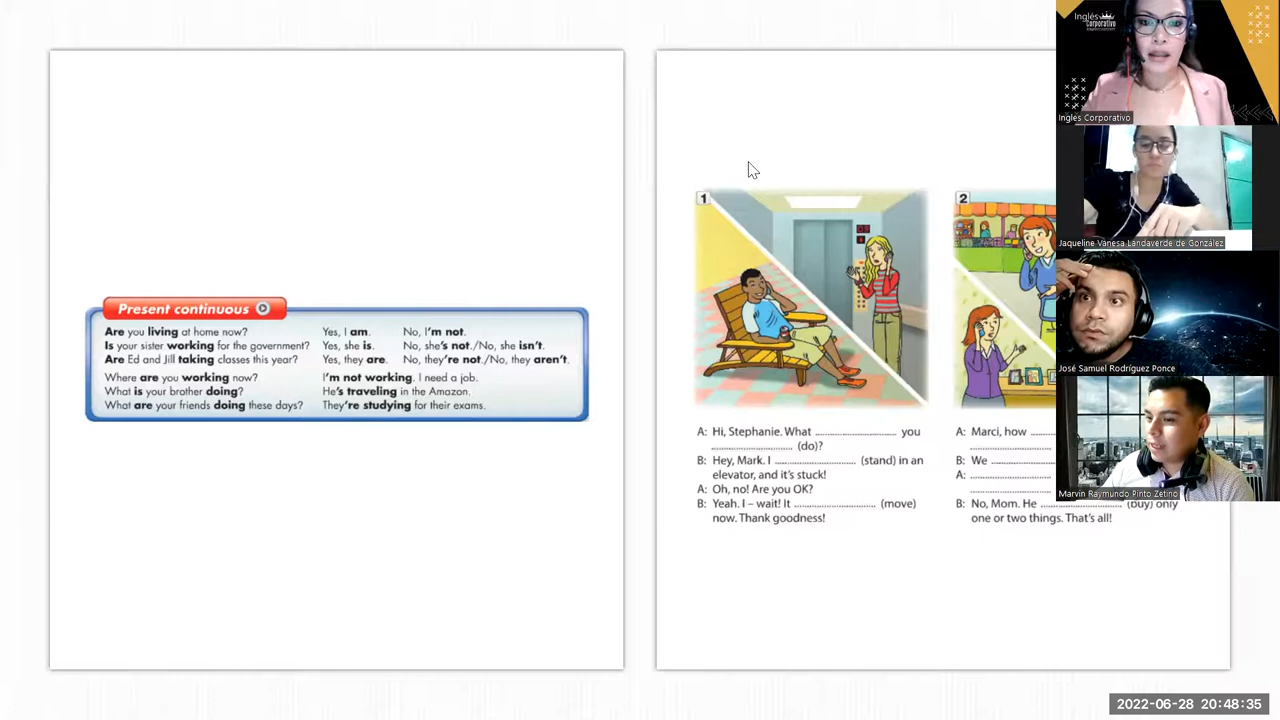 Present continuous
Are you living at home now? Yes, I am. No, I'm not.
Is your sister working for the government? Yes, she is. No, she's not./No, she isn't.
Are Ed and Jill taking classes this year? Yes, they are. No, they're not./No, they aren't.
Where are you working now? I'm not working. I need a job.
What is your brother doing? He's traveling in the Amazon.
What are your friends doing these days? They're studying for their exams.
1
A: Hi, Stephanie. What .............................. you
.............................. (do)?
B: Hey, Mark. I .............................. (stand) in an
elevator, and it's stuck!
A: Oh, no! Are you OK?
B: Yeah. I – wait! It .............................. (move)
now. Thank goodness!
2
A: Marci, how ..........
..............................
B: We ..........
A: ..............................
..............................
B: No, Mom. He .............................. (buy) only
one or two things. That's all!
Inglés
Corporativo
Ingles Corporativo
Jaqueline Vanesa Landaverde de González
José Samuel Rodríguez Ponce
Marvin Raymundo Pinto Zetino
2022-06-28 20:48:35